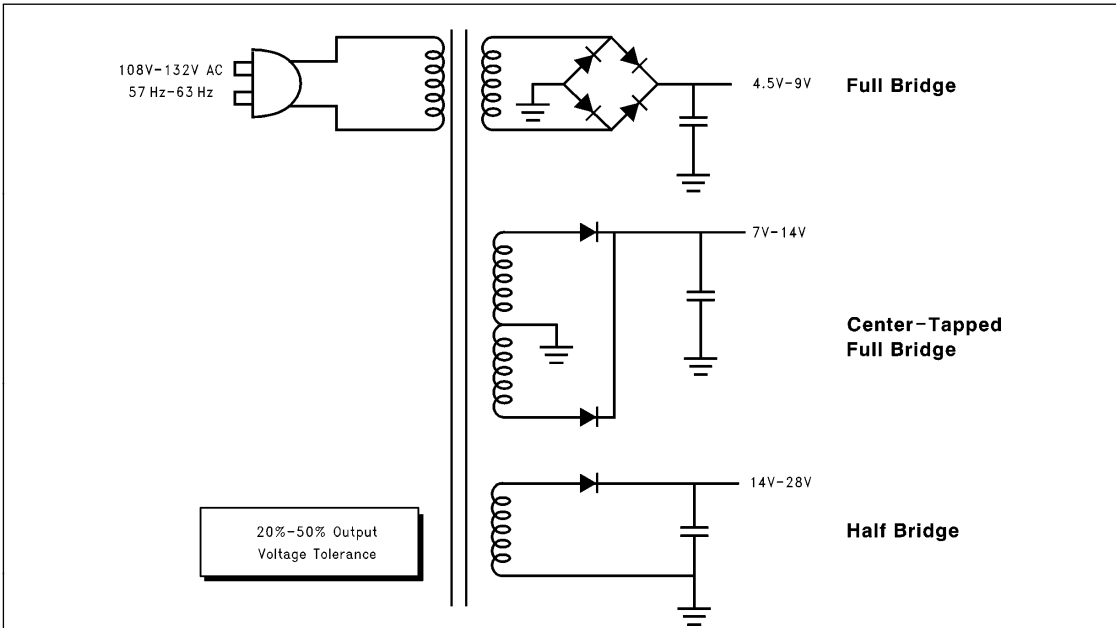 108V-132V AC
57 Hz-63 Hz
4.5V-9V
Full Bridge
7V-14V
Center-Tapped
Full Bridge
14V-28V
Half Bridge
20%-50% Output
Voltage Tolerance